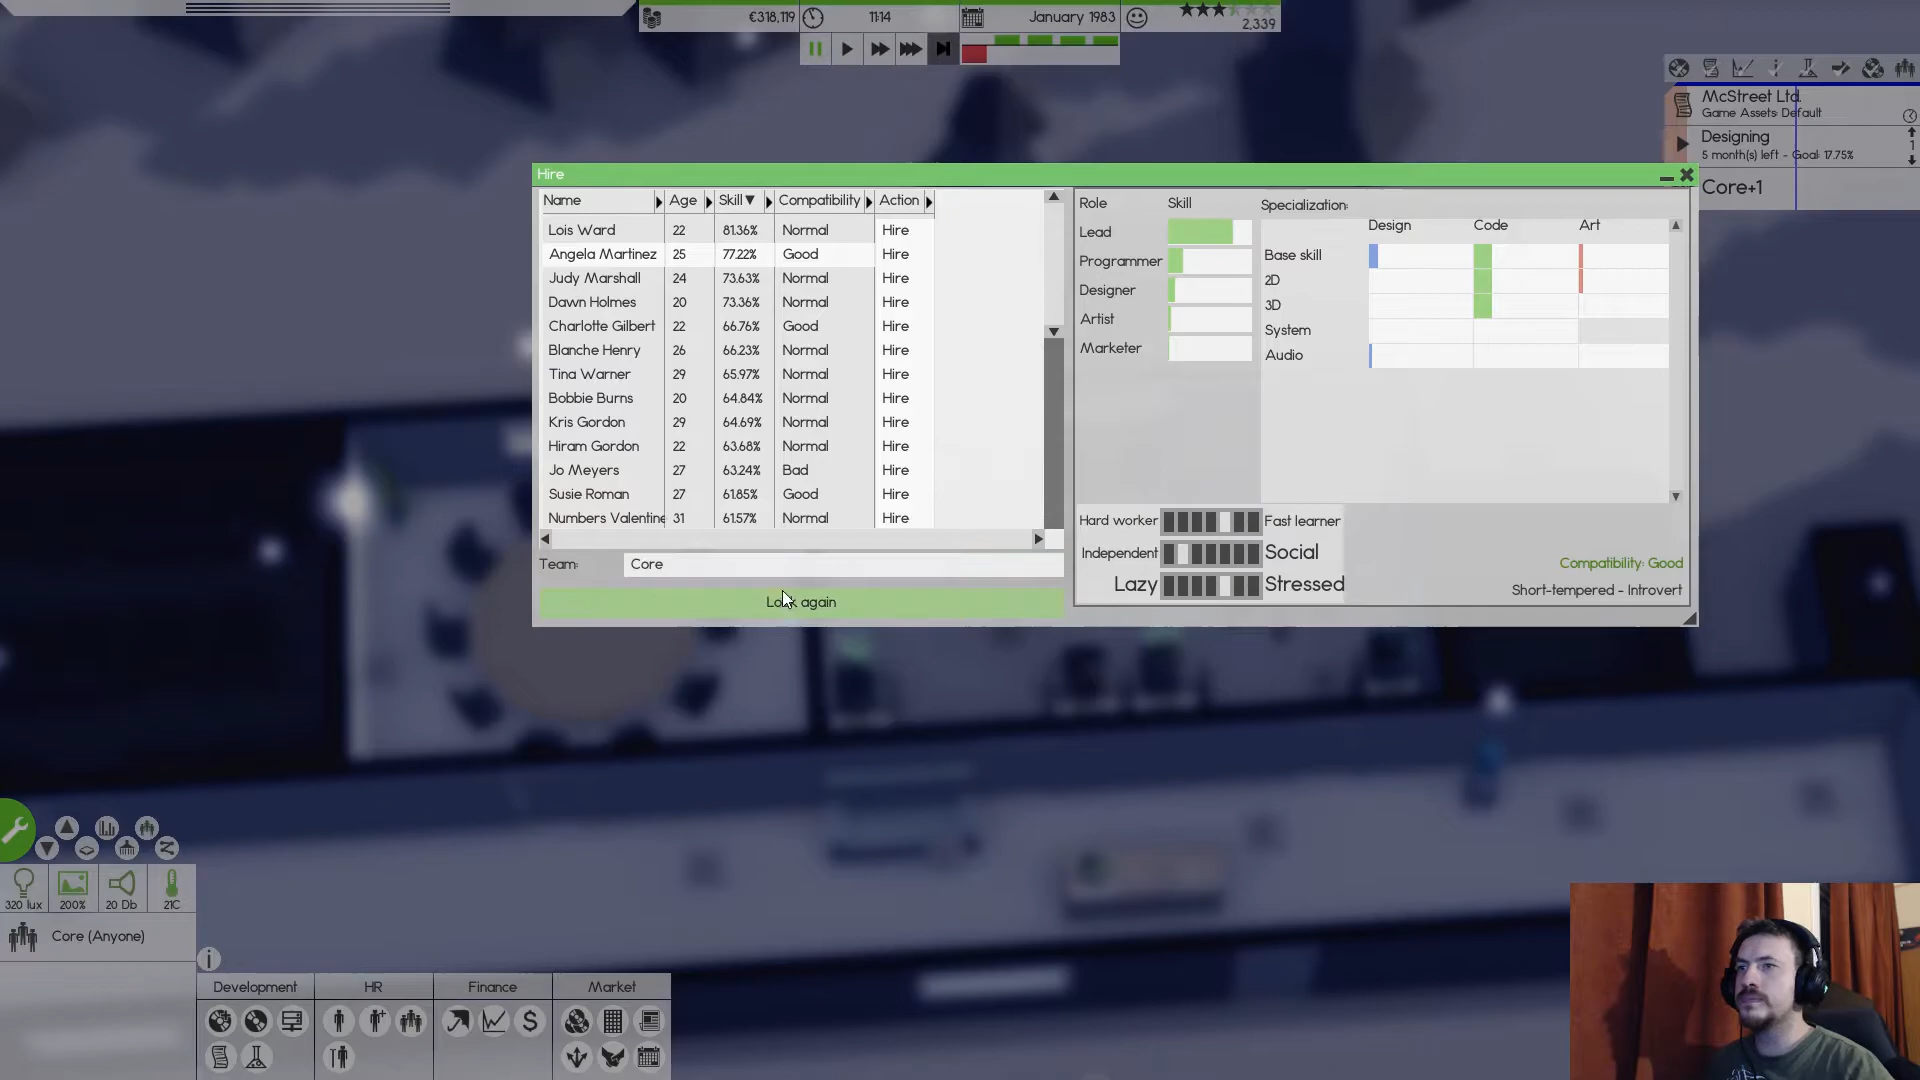 €318,119
11:14
January 1983
2,339
McStreet Ltd.
Game Assets: Default
Designing
5 month(s) left - Goal: 17.75%
1
Core+1
Hire
Name Age Skill▼ Compatibility Action
Lois Ward 22 81.36% Normal Hire
Angela Martinez 25 77.22% Good Hire
Judy Marshall 24 73.63% Normal Hire
Dawn Holmes 20 73.36% Normal Hire
Charlotte Gilbert 22 66.76% Good Hire
Blanche Henry 26 66.23% Normal Hire
Tina Warner 29 65.97% Normal Hire
Bobbie Burns 20 64.84% Normal Hire
Kris Gordon 29 64.69% Normal Hire
Hiram Gordon 22 63.68% Normal Hire
Jo Meyers 27 63.24% Bad Hire
Susie Roman 27 61.85% Good Hire
Numbers Valentine 31 61.57% Normal Hire
Team: Core
Look again
Role Skill
Lead
Programmer
Designer
Artist
Marketer
Specialization:
Design Code Art
Base skill
2D
3D
System
Audio
Hard worker Fast learner
Independent Social
Lazy Stressed
Compatibility: Good
Short-tempered - Introvert
320 lux 200% 20 Db 21C
Core (Anyone)
Development HR Finance Market